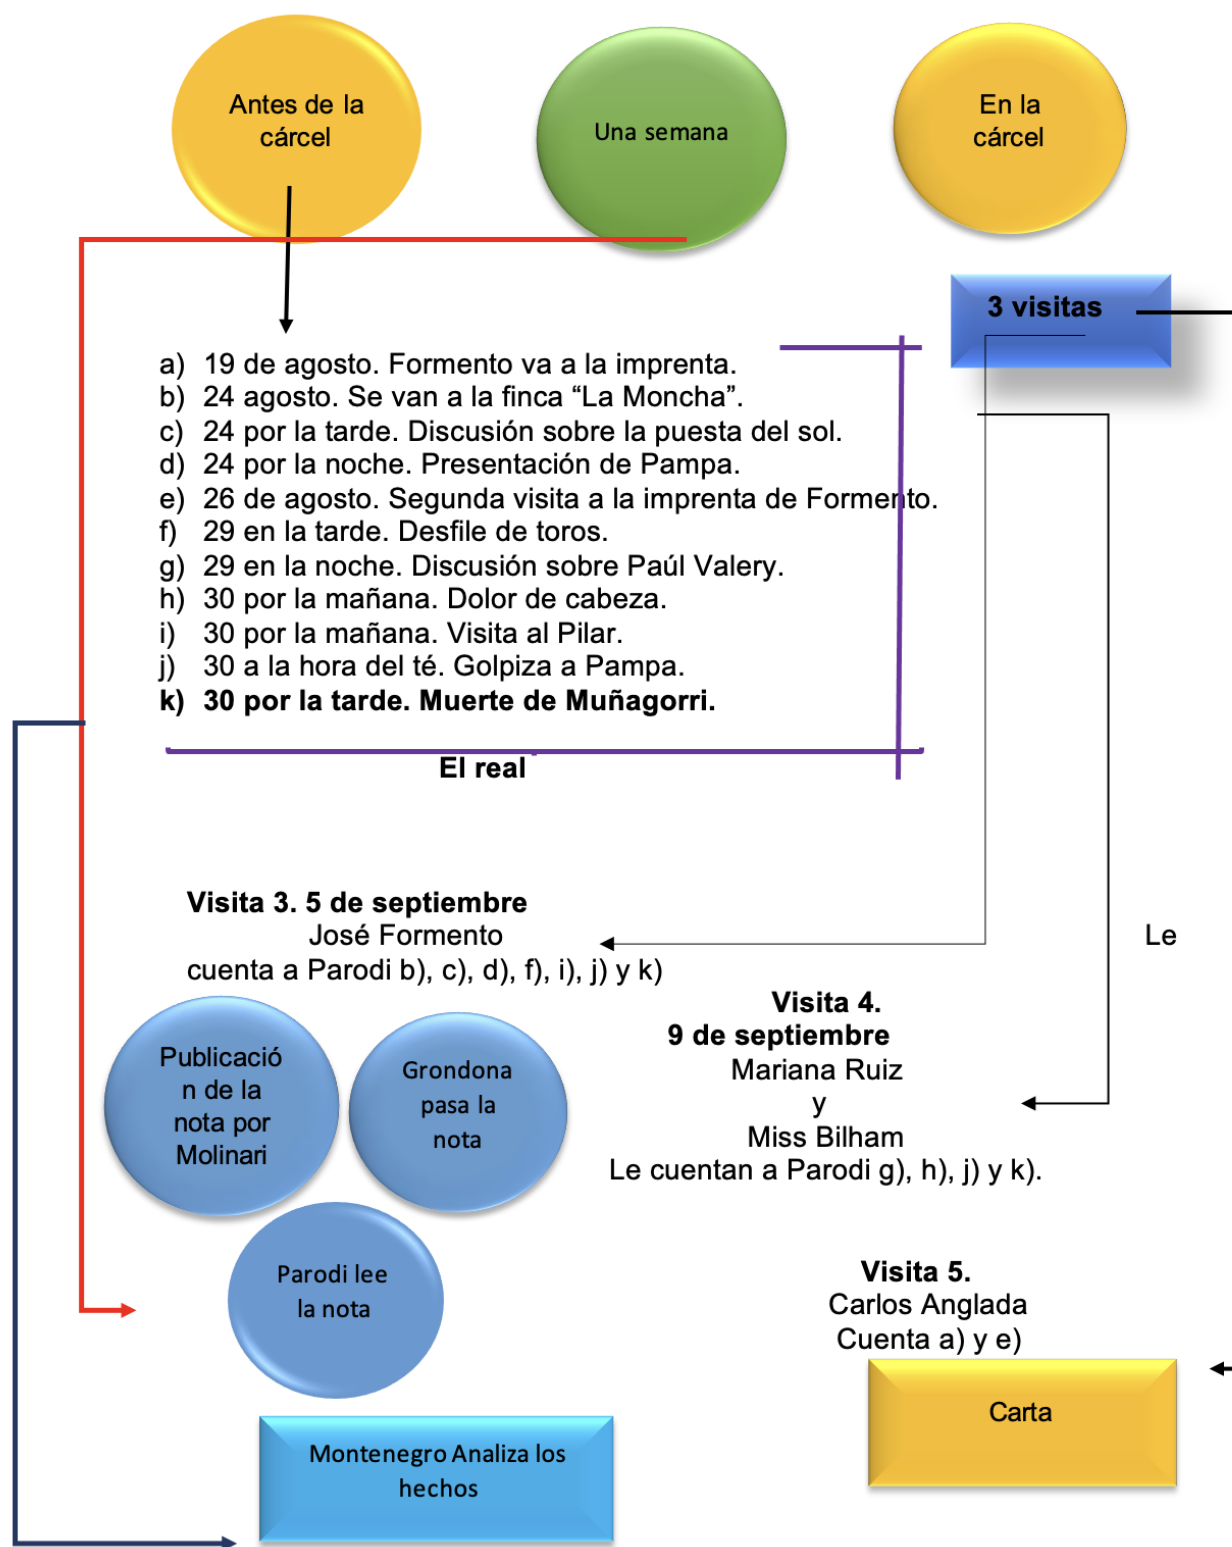 Antes de la
cárcel
Una semana
En la
cárcel
3 visitas
a) 19 de agosto. Formento va a la imprenta.
b) 24 agosto. Se van a la finca “La Moncha”.
c) 24 por la tarde. Discusión sobre la puesta del sol.
d) 24 por la noche. Presentación de Pampa.
e) 26 de agosto. Segunda visita a la imprenta de Formento.
f) 29 en la tarde. Desfile de toros.
g) 29 en la noche. Discusión sobre Paúl Valery.
h) 30 por la mañana. Dolor de cabeza.
i) 30 por la mañana. Visita al Pilar.
j) 30 a la hora del té. Golpiza a Pampa.
k) 30 por la tarde. Muerte de Muñagorri.
El real
Visita 3. 5 de septiembre
José Formento
Le
cuenta a Parodi b), c), d), f), i), j) y k)
Visita 4.
9 de septiembre
Mariana Ruiz
y
Miss Bilham
Le cuentan a Parodi g), h), j) y k).
Publicació
n de la
nota por
Molinari
Grondona
pasa la
nota
Parodi lee
la nota
Visita 5.
Carlos Anglada
Cuenta a) y e)
Carta
Montenegro Analiza los
hechos